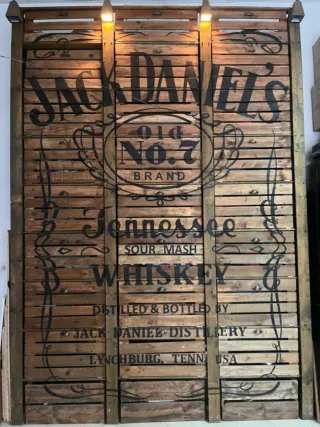 JACK DANIEL'S
Old
No. 7
BRAND
Tennessee
SOUR MASH
WHISKEY
DISTILLED & BOTTLED BY
JACK DANIEL DISTILLERY
LYNCHBURG, TENN. USA